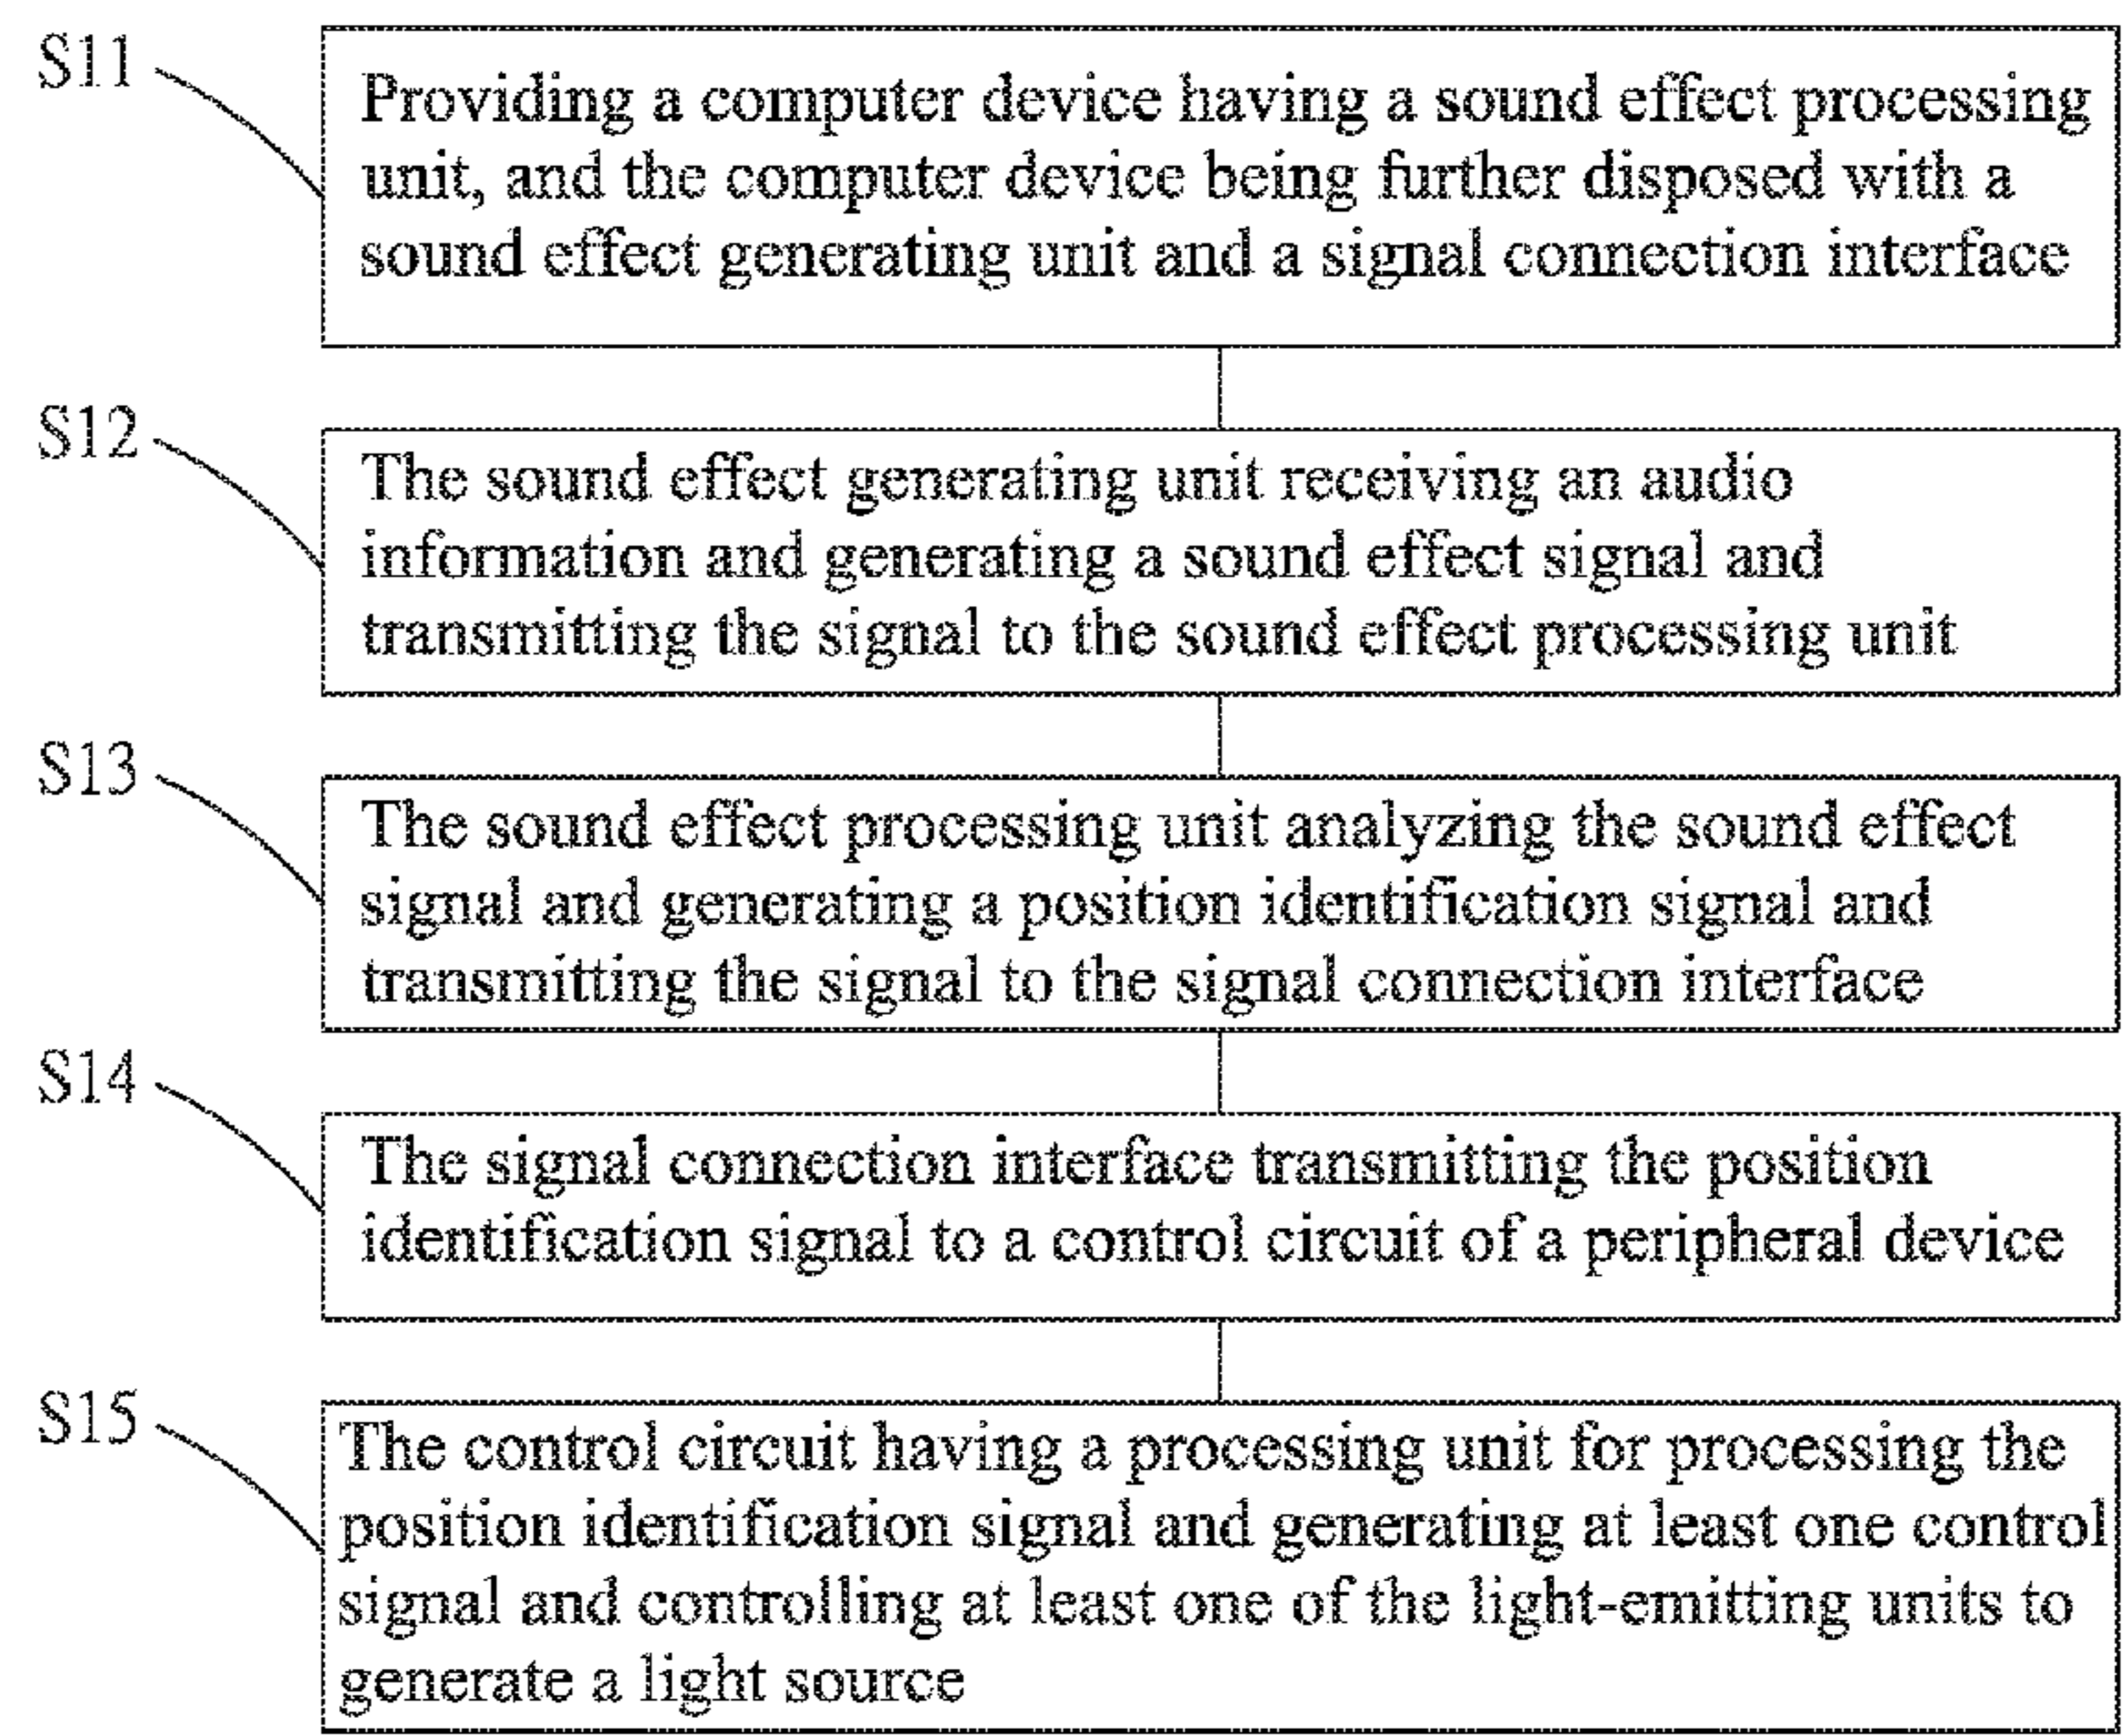 S11
Providing a computer device having a sound effect processing
unit, and the computer device being further disposed with a
sound effect generating unit and a signal connection interface
S12
The sound effect generating unit receiving an audio
information and generating a sound effect signal and
transmitting the signal to the sound effect processing unit
S13
The sound effect processing unit analyzing the sound effect
signal and generating a position identification signal and
transmitting the signal to the signal connection interface
S14
The signal connection interface transmitting the position
identification signal to a control circuit of a peripheral device
S15
The control circuit having a processing unit for processing the
position identification signal and generating at least one control
signal and controlling at least one of the light-emitting units to
generate a light source